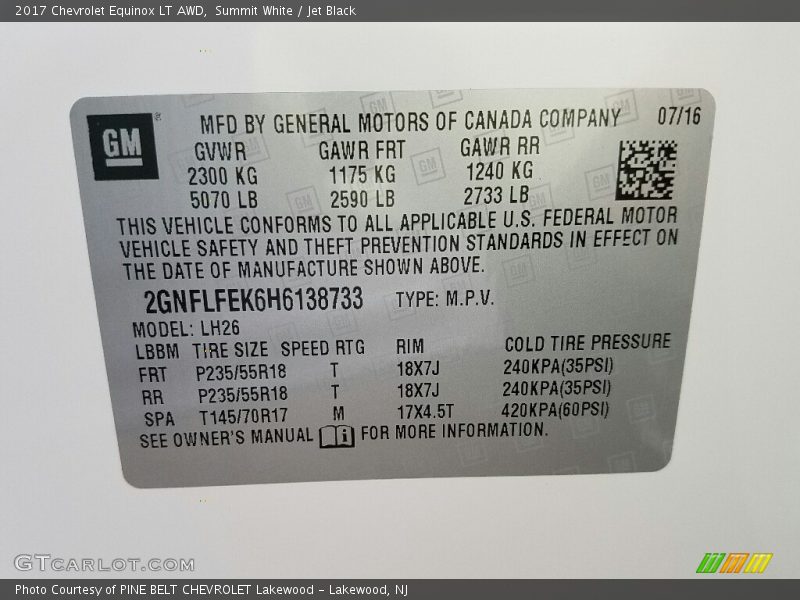 2017 Chevrolet Equinox LT AWD,  Summit White / Jet Black
GM
MFD BY GENERAL MOTORS OF CANADA COMPANY 07/16
GVWR GAWR FRT GAWR RR
2300 KG 1175 KG 1240 KG
5070 LB 2590 LB 2733 LB
THIS VEHICLE CONFORMS TO ALL APPLICABLE U.S. FEDERAL MOTOR
VEHICLE SAFETY AND THEFT PREVENTION STANDARDS IN EFFECT ON
THE DATE OF MANUFACTURE SHOWN ABOVE.
2GNFLFEK6H6138733 TYPE: M.P.V.
MODEL: LH26
LBBM TIRE SIZE SPEED RTG RIM COLD TIRE PRESSURE
FRT P235/55R18 T 18X7J 240KPA(35PSI)
RR P235/55R18 T 18X7J 240KPA(35PSI)
SPA T145/70R17 M 17X4.5T 420KPA(60PSI)
SEE OWNER'S MANUAL FOR MORE INFORMATION.
GTCARLOT.COM
Photo Courtesy of PINE BELT CHEVROLET Lakewood - Lakewood, NJ